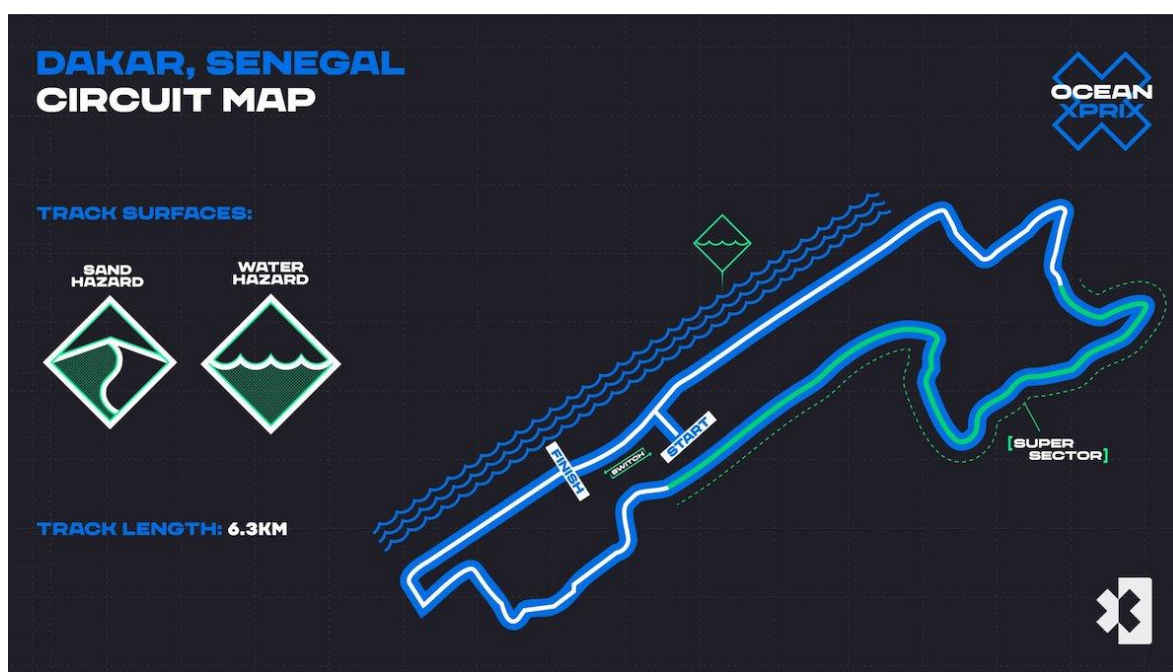 DAKAR, SENEGAL
CIRCUIT MAP
OCEAN
XPRIX
TRACK SURFACES:
SAND
HAZARD
WATER
HAZARD
FINISH
SWITCH
START
[SUPER
SECTOR]
TRACK LENGTH: 6.3KM